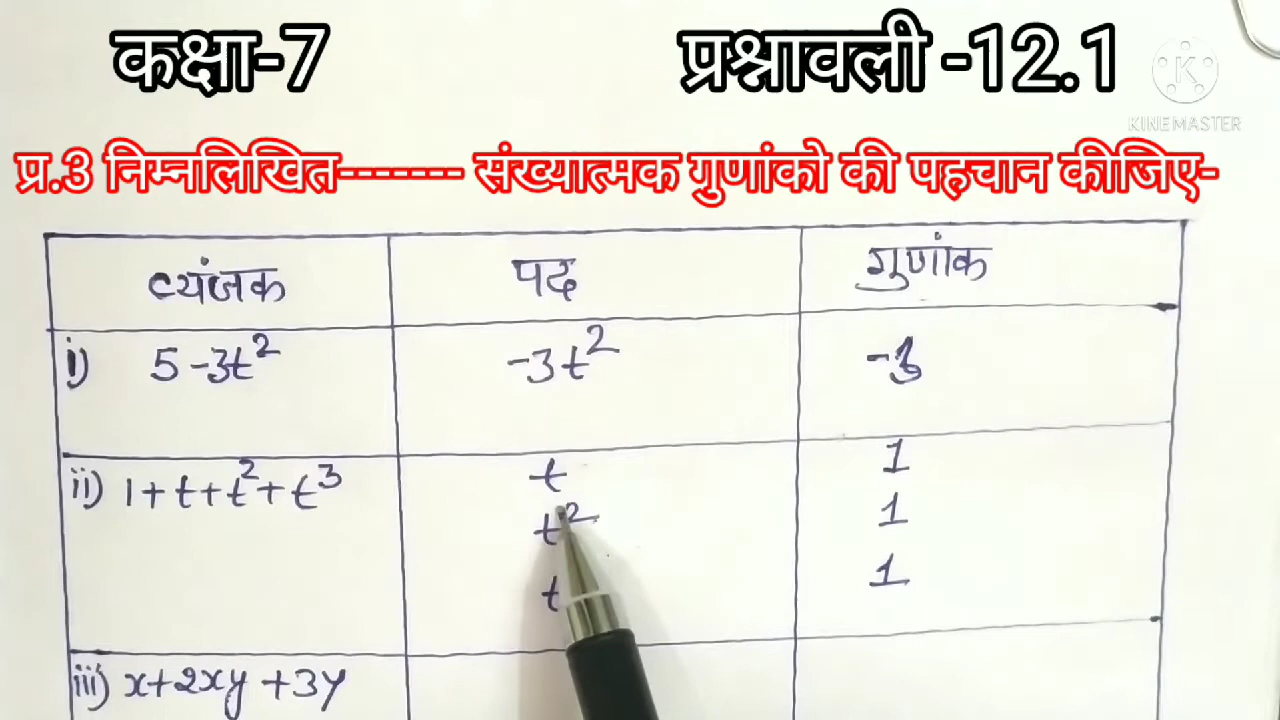 कक्षा-7 प्रश्नावली -12.1
KINEMASTER
प्र.3 निम्नलिखित------- संख्यात्मक गुणांको की पहचान कीजिए-
व्यंजक पद गुणांक
i) 5 -3t² -3t² -3
ii) 1+t+t²+t³ t 1
t² 1
t 1
iii) x+2xy +3y